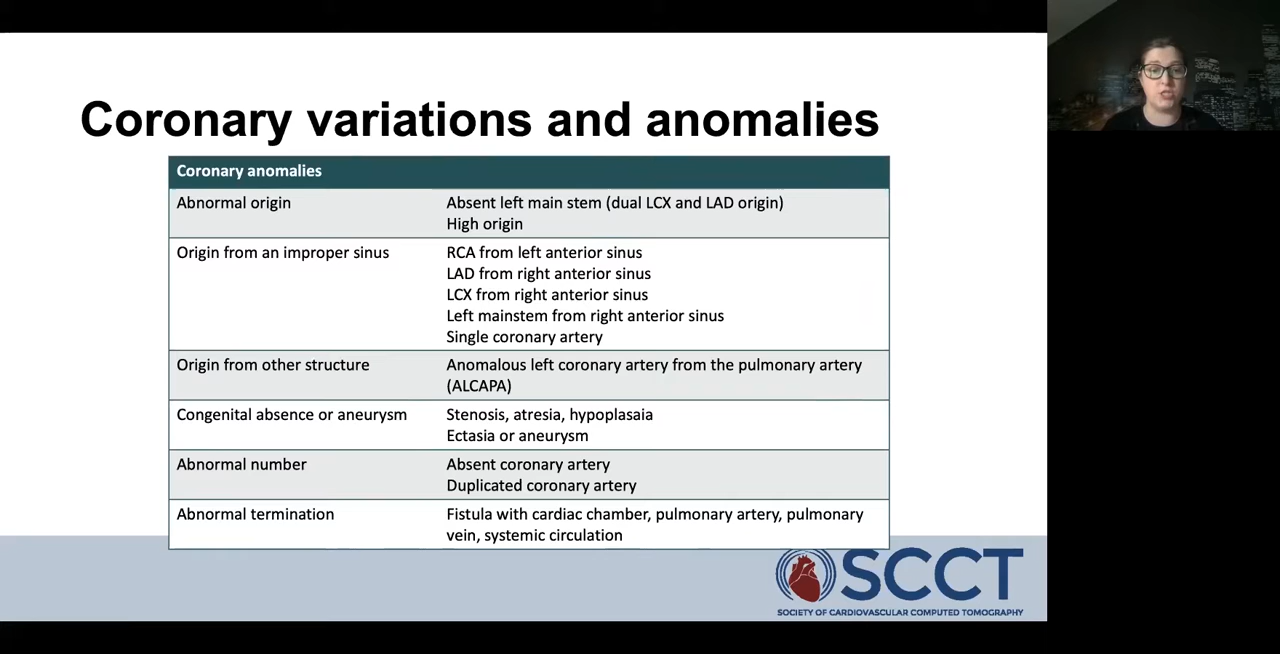 Coronary variations and anomalies
Coronary anomalies
Abnormal origin
Absent left main stem (dual LCX and LAD origin)
High origin
Origin from an improper sinus
RCA from left anterior sinus
LAD from right anterior sinus
LCX from right anterior sinus
Left mainstem from right anterior sinus
Single coronary artery
Origin from other structure
Anomalous left coronary artery from the pulmonary artery
(ALCAPA)
Congenital absence or aneurysm
Stenosis, atresia, hypoplasaia
Ectasia or aneurysm
Abnormal number
Absent coronary artery
Duplicated coronary artery
Abnormal termination
Fistula with cardiac chamber, pulmonary artery, pulmonary
vein, systemic circulation
SCCT
SOCIETY OF CARDIOVASCULAR COMPUTED TOMOGRAPHY